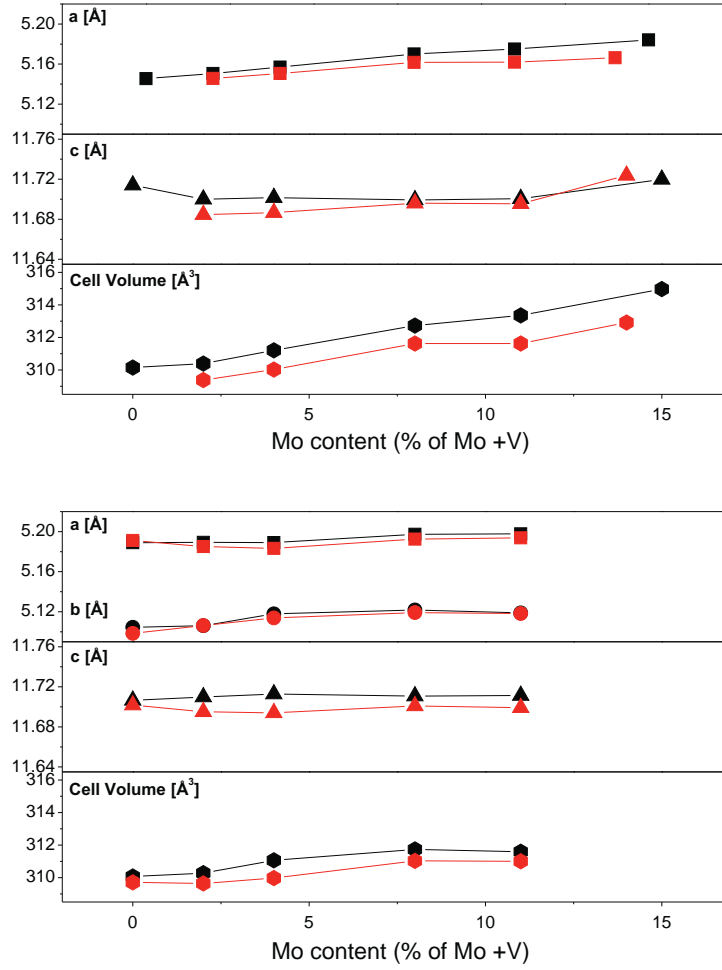 a [Å]
5.20
5.16
5.12
11.76
c [Å]
11.72
11.68
11.64
316
Cell Volume [Å³]
314
312
310
0 5 10 15
Mo content (% of Mo +V)
a [Å]
5.20
5.16
b [Å]
5.12
11.76
c [Å]
11.72
11.68
11.64
316
Cell Volume [Å³]
312
310
0 5 10 15
Mo content (% of Mo +V)